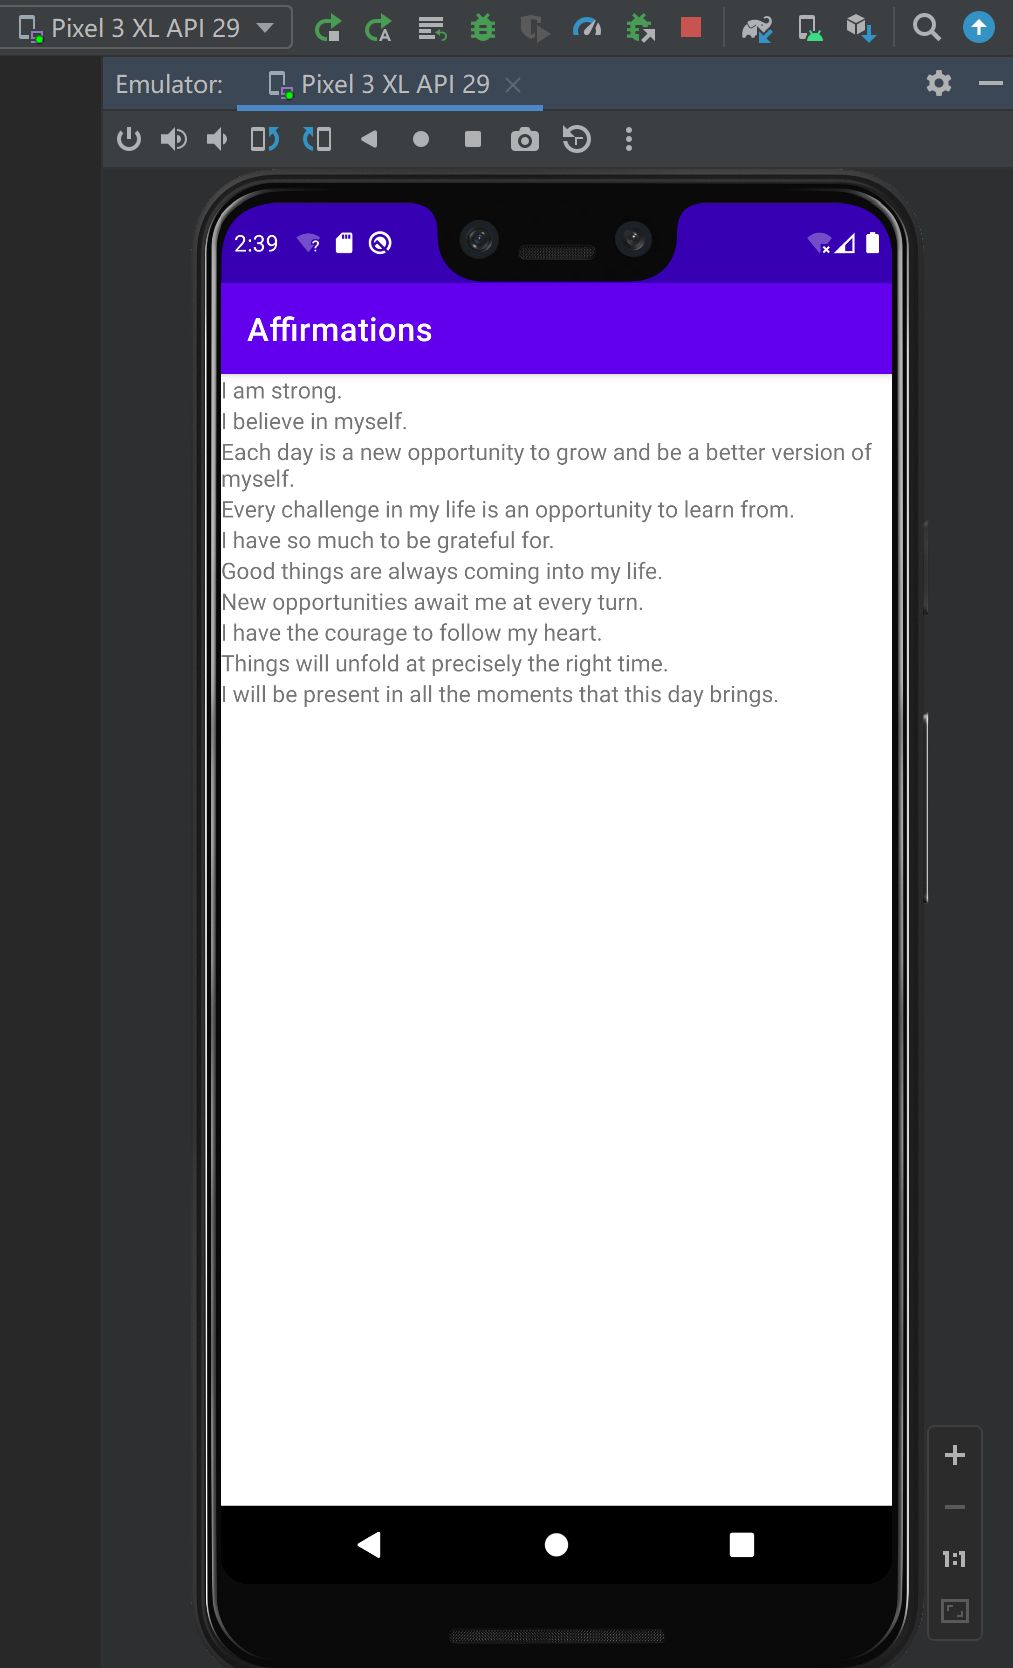 Pixel 3 XL API 29
Emulator:
Pixel 3 XL API 29
2:39
Affirmations
I am strong.
I believe in myself.
Each day is a new opportunity to grow and be a better version of
myself.
Every challenge in my life is an opportunity to learn from.
I have so much to be grateful for.
Good things are always coming into my life.
New opportunities await me at every turn.
I have the courage to follow my heart.
Things will unfold at precisely the right time.
I will be present in all the moments that this day brings.
1:1